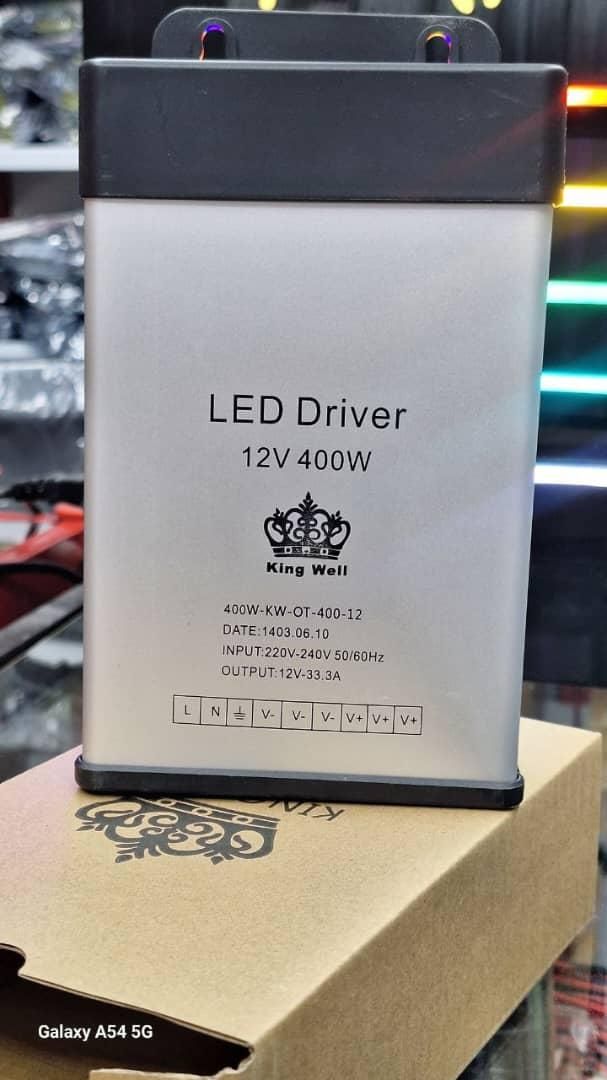 LED Driver
12V 400W
King Well
400W-KW-OT-400-12
DATE:1403.06.10
INPUT:220V-240V 50/60Hz
OUTPUT:12V-33.3A
L N V- V- V- V+ V+ V+
KING
Galaxy A54 5G